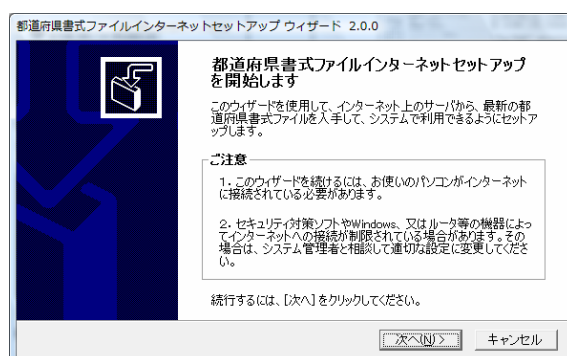 都道府県書式ファイルインターネットセットアップ ウィザード 2.0.0
都道府県書式ファイルインターネットセットアップ
を開始します
このウィザードを使用して、インターネット上のサーバから、最新の都
道府県書式ファイルを入手して、システムで利用できるようにセットア
ップします。
ご注意
1.このウィザードを続けるには、お使いのパソコンがインターネット
に接続されている必要があります。
2.セキュリティ対策ソフトやWindows、又はルータ等の機器によっ
てインターネットへの接続が制限されている場合があります。その
場合は、システム管理者と相談して適切な設定に変更してくださ
い。
続行するには、[次へ]をクリックしてください。
次へ(N)>
キャンセル